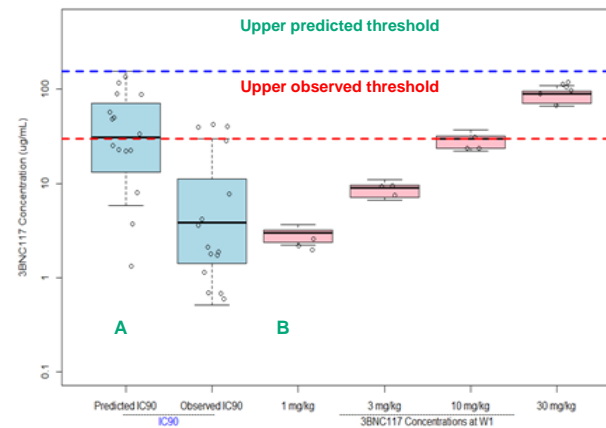 Upper predicted threshold
Upper observed threshold
3BNC117 Concentration (ug/mL)
100
10
1
0.1
A
B
Predicted IC90
Observed IC90
1 mg/kg
3 mg/kg
10 mg/kg
30 mg/kg
IC90
3BNC117 Concentrations at W1